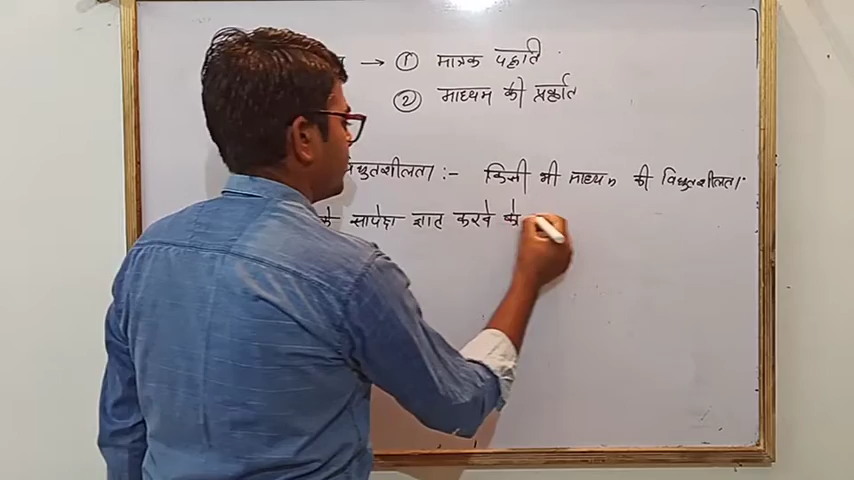 → ① मात्रक पद्धति
② माध्यम की प्रकृति
विद्युतशीलता :- किसी भी माध्यम की विद्युतशीलता
के सापेक्ष ज्ञात करने को